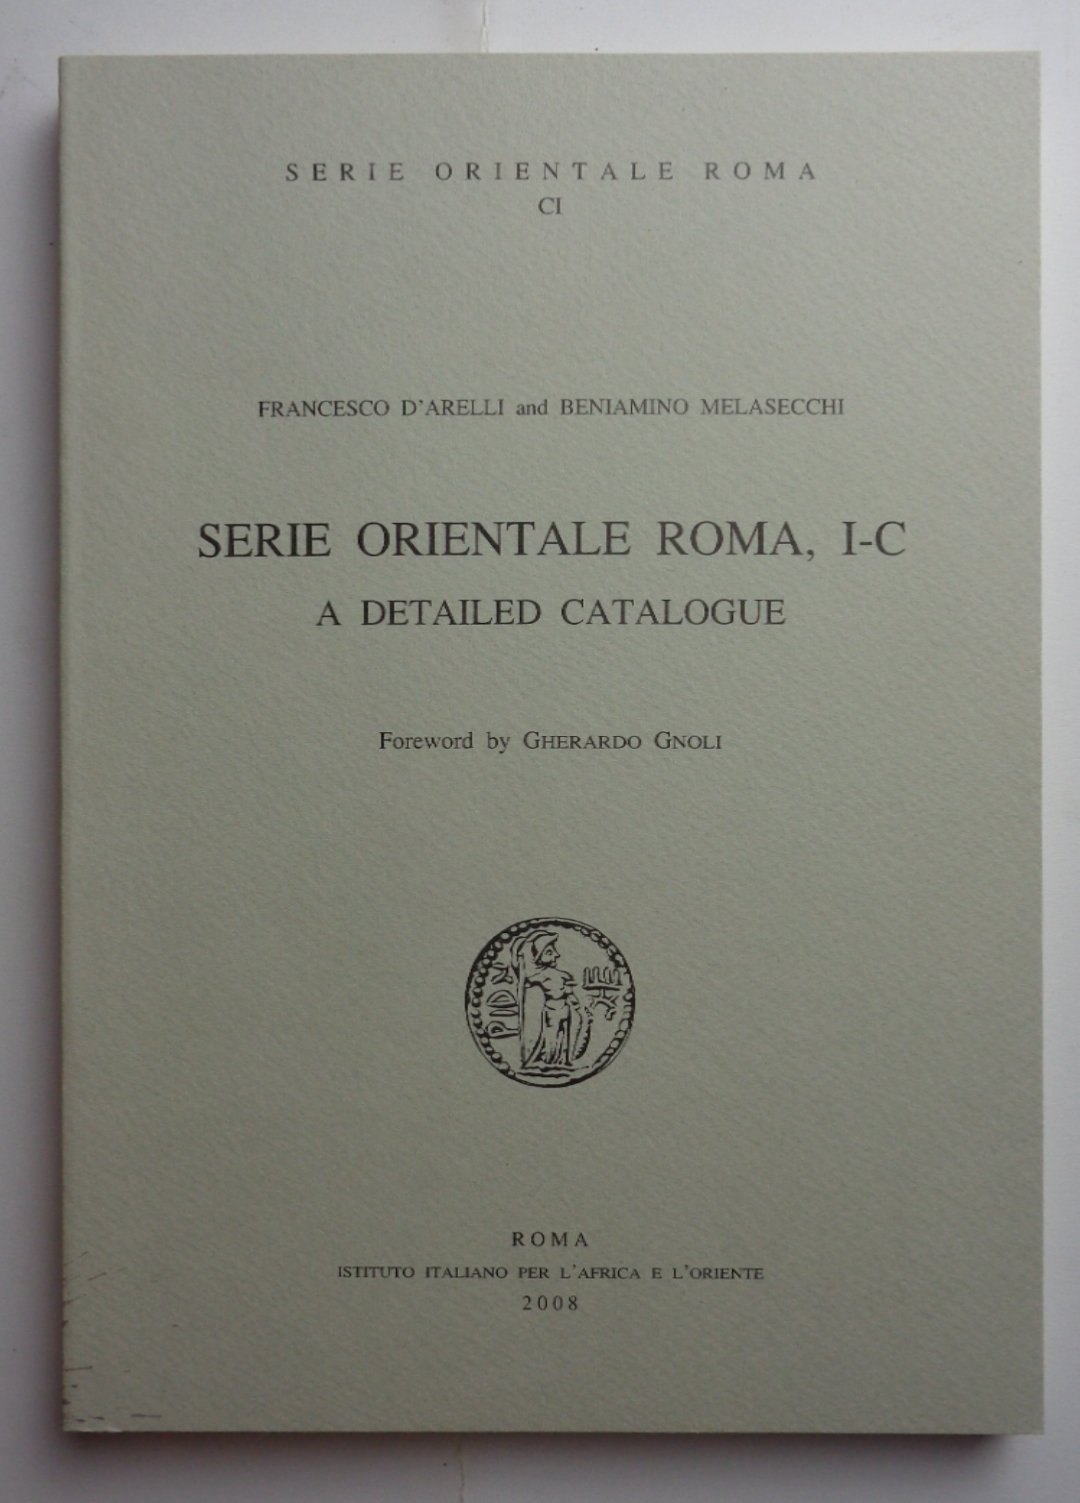 SERIE ORIENTALE ROMA
CI
FRANCESCO D'ARELLI and BENIAMINO MELASECCHI
SERIE ORIENTALE ROMA, I-C
A DETAILED CATALOGUE
Foreword by GHERARDO GNOLI
ROMA
ISTITUTO ITALIANO PER L'AFRICA E L'ORIENTE
2008